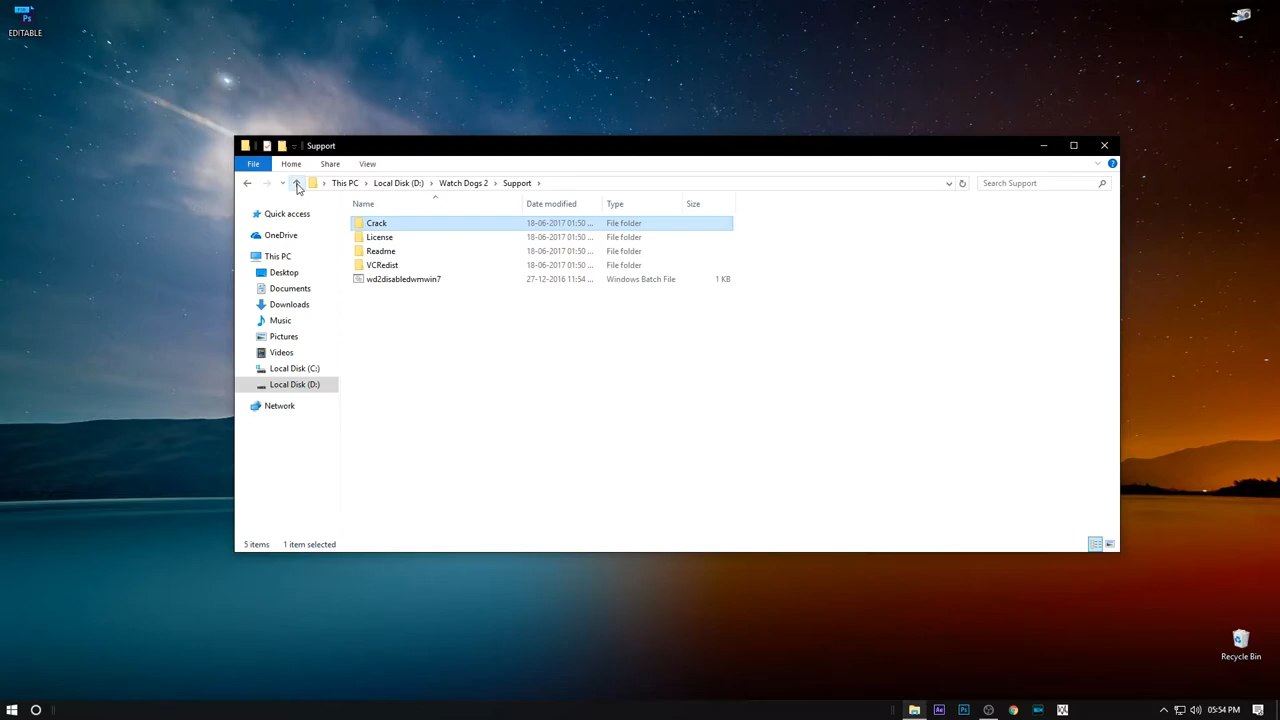 EDITABLE
Support
File Home Share View
This PC Local Disk (D:) Watch Dogs 2 Support
Search Support
Name Date modified Type Size
Quick access
OneDrive
This PC
Desktop
Documents
Downloads
Music
Pictures
Videos
Local Disk (C:)
Local Disk (D:)
Network
Crack 18-06-2017 01:50 ... File folder
License 18-06-2017 01:50 ... File folder
Readme 18-06-2017 01:50 ... File folder
VCRedist 18-06-2017 01:50 ... File folder
wd2disabledwmwin7 27-12-2016 11:54 ... Windows Batch File 1 KB
5 items 1 item selected
Recycle Bin
05:54 PM